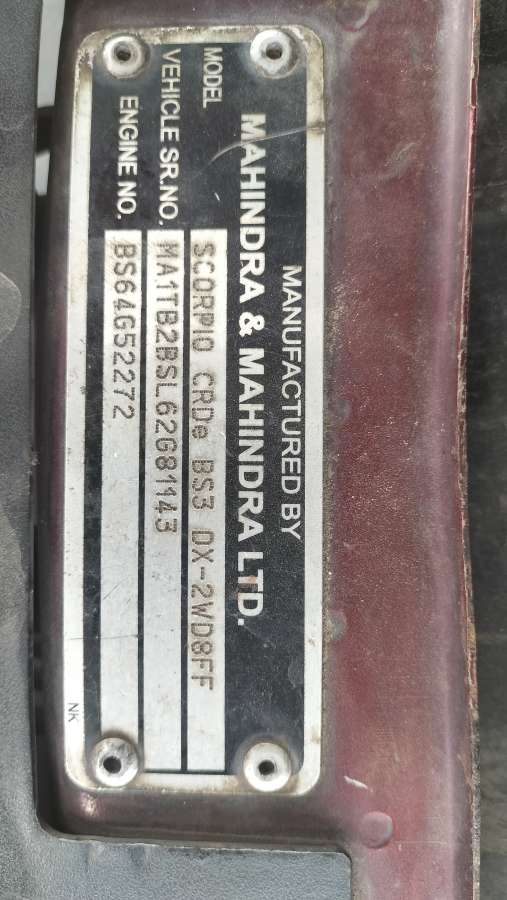 MANUFACTURED BY
MAHINDRA & MAHINDRA LTD.
MODEL SCORPIO CRDe BS3 DX-2WD8FF
VEHICLE SR.NO. MA1TB2BSL62G81143
ENGINE NO. BS64G52272
NK